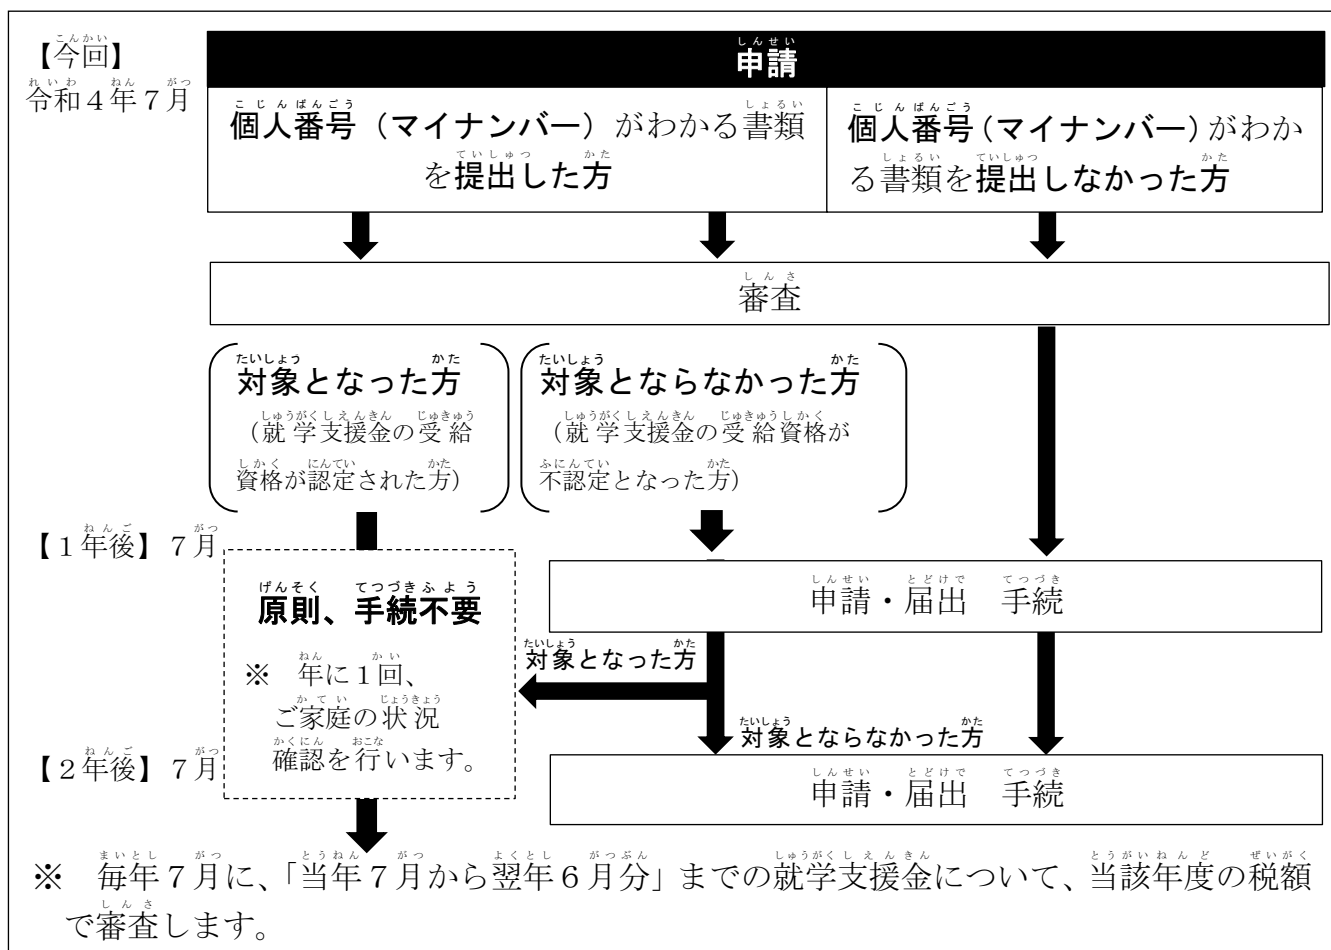 【今回】
令和４年７月
申請
個人番号（マイナンバー）がわかる書類
を提出した方
個人番号（マイナンバー）がわか
る書類を提出しなかった方
審査
対象となった方
（就学支援金の受給
資格が認定された方）
対象とならなかった方
（就学支援金の受給資格が
不認定となった方）
【１年後】７月
原則、手続不要
※　年に１回、
ご家庭の状況
確認を行います。
申請・届出　手続
対象となった方
対象とならなかった方
【２年後】７月
申請・届出　手続
※　毎年７月に、「当年７月から翌年６月分」までの就学支援金について、当該年度の税額
で審査します。